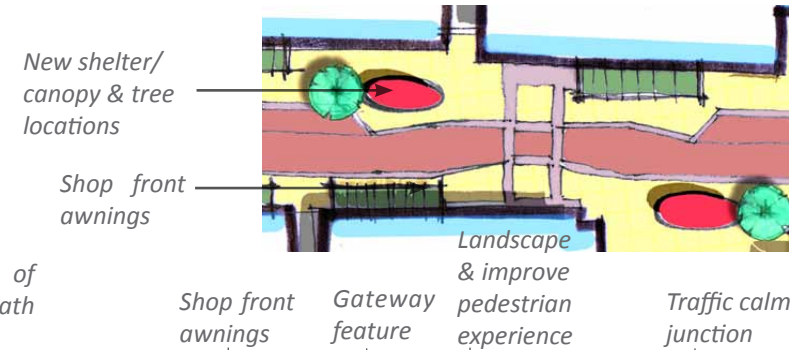 New shelter/
canopy & tree
locations
Shop front
awnings
of
ath
Shop front
awnings
Gateway
feature
Landscape
& improve
pedestrian
experience
Traffic calm
junction